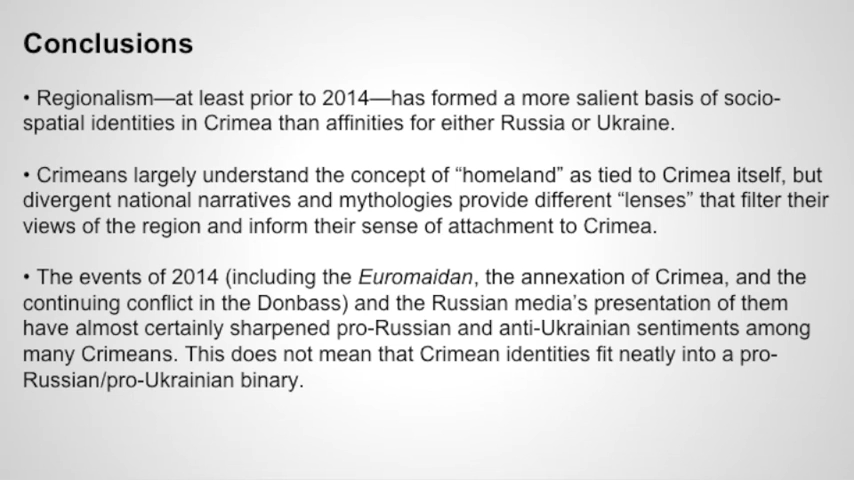 Conclusions
• Regionalism—at least prior to 2014—has formed a more salient basis of socio-
spatial identities in Crimea than affinities for either Russia or Ukraine.
• Crimeans largely understand the concept of “homeland” as tied to Crimea itself, but
divergent national narratives and mythologies provide different “lenses” that filter their
views of the region and inform their sense of attachment to Crimea.
• The events of 2014 (including the Euromaidan, the annexation of Crimea, and the
continuing conflict in the Donbass) and the Russian media’s presentation of them
have almost certainly sharpened pro-Russian and anti-Ukrainian sentiments among
many Crimeans. This does not mean that Crimean identities fit neatly into a pro-
Russian/pro-Ukrainian binary.